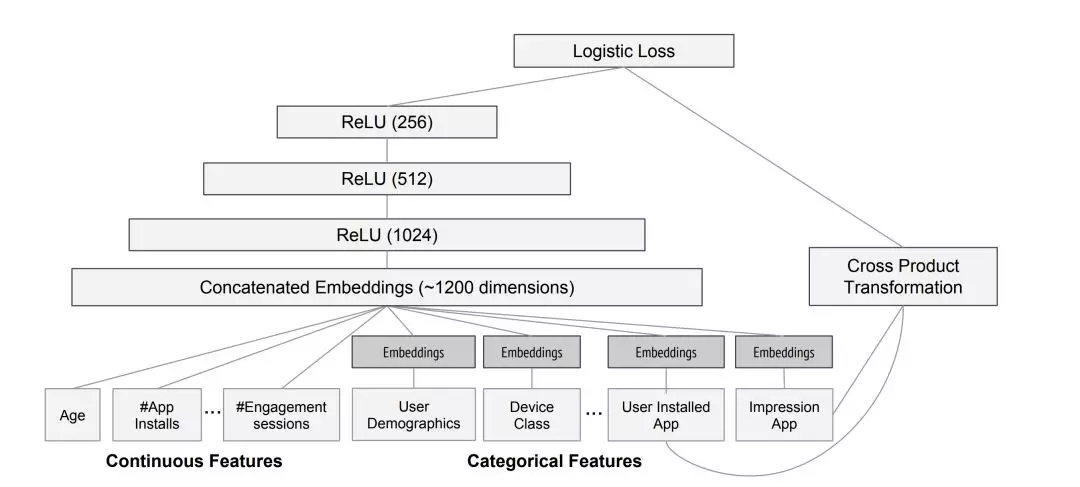 Logistic Loss
ReLU (256)
ReLU (512)
ReLU (1024)
Cross Product
Transformation
Concatenated Embeddings (~1200 dimensions)
Embeddings
Embeddings
Embeddings
Embeddings
Age
#App
Installs
...
#Engagement
sessions
User
Demographics
Device
Class
...
User Installed
App
Impression
App
Continuous Features
Categorical Features